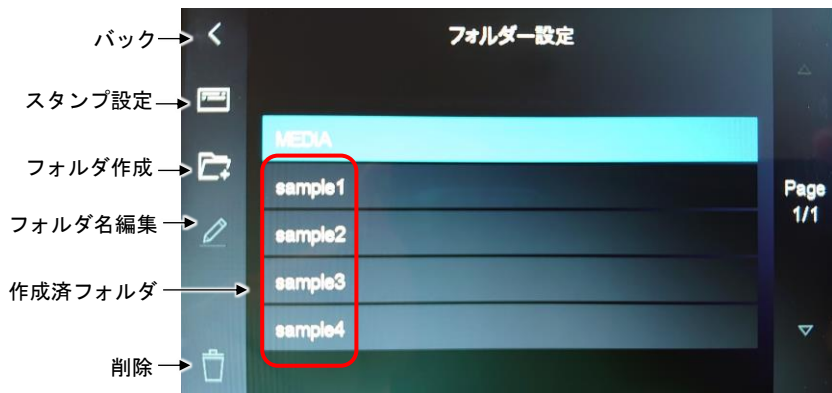 バック
フォルダー設定
スタンプ設定
MEDIA
フォルダ作成
sample1
Page
1/1
フォルダ名編集
sample2
作成済フォルダ
sample3
sample4
削除